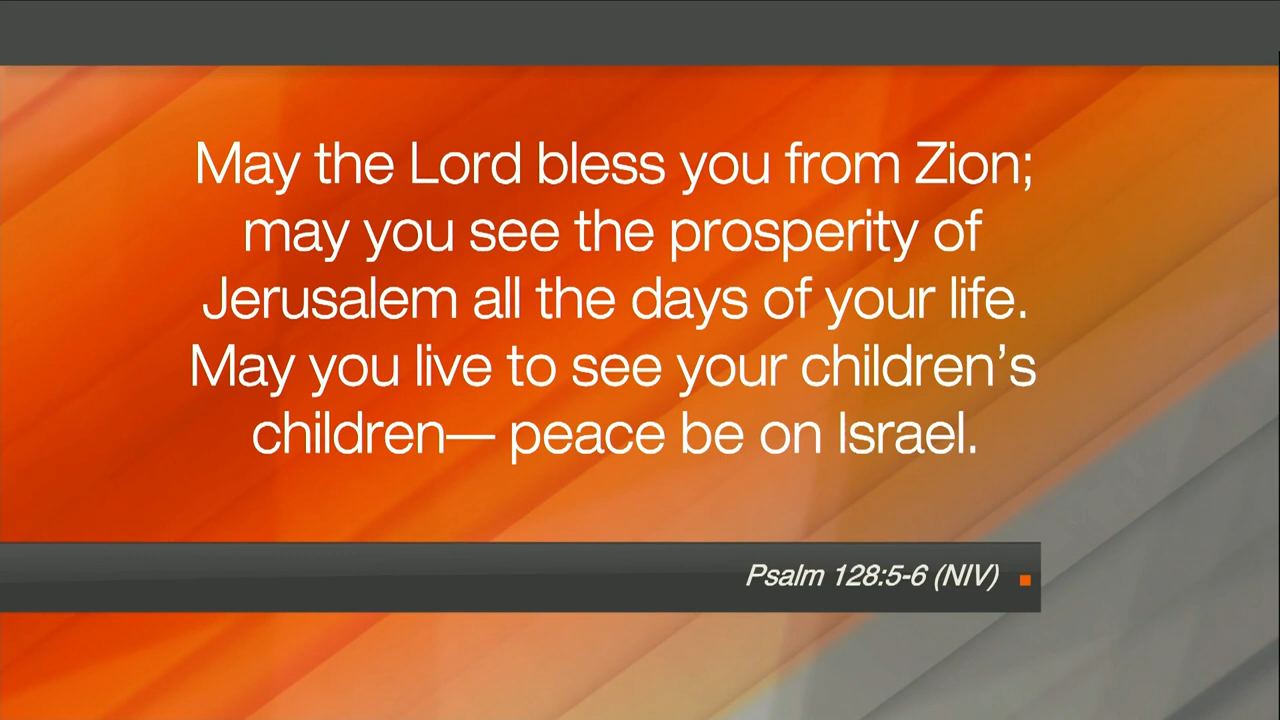 May the Lord bless you from Zion;
may you see the prosperity of
Jerusalem all the days of your life.
May you live to see your children’s
children— peace be on Israel.
Psalm 128:5-6 (NIV)